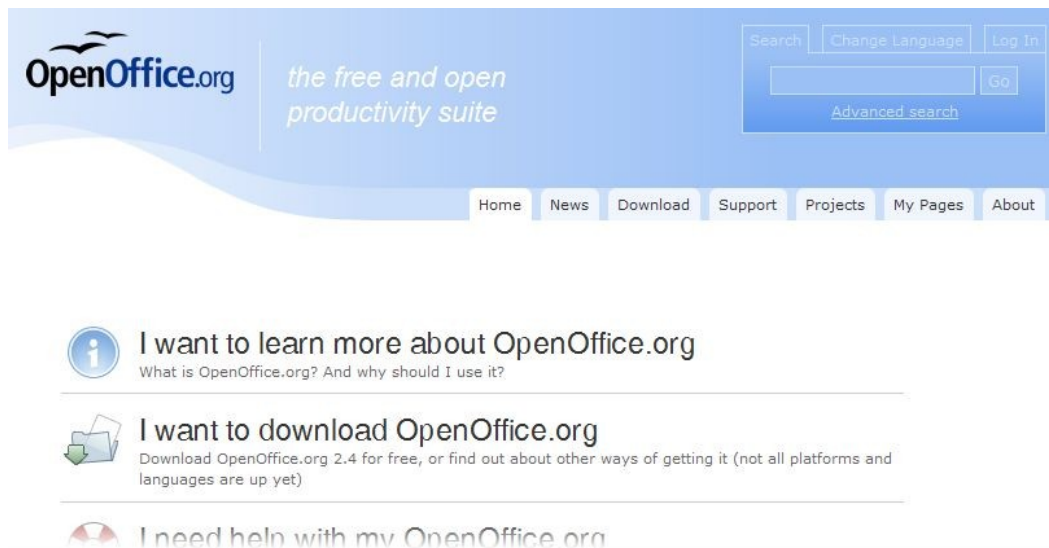 OpenOffice.org
the free and open
productivity suite
Search Change Language Log In
Go
Advanced search
Home News Download Support Projects My Pages About
I want to learn more about OpenOffice.org
What is OpenOffice.org? And why should I use it?
I want to download OpenOffice.org
Download OpenOffice.org 2.4 for free, or find out about other ways of getting it (not all platforms and
languages are up yet)
I need help with my OpenOffice.org